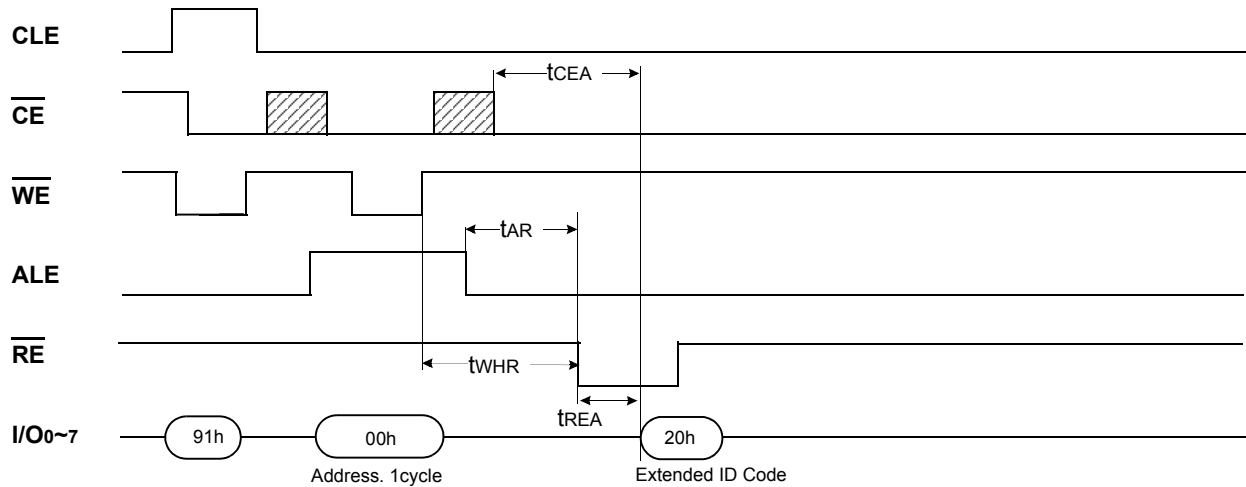 CLE
tCEA
CE
WE
tAR
ALE
RE
tWHR
tREA
I/O0~7
91h
00h
20h
Address. 1cycle
Extended ID Code